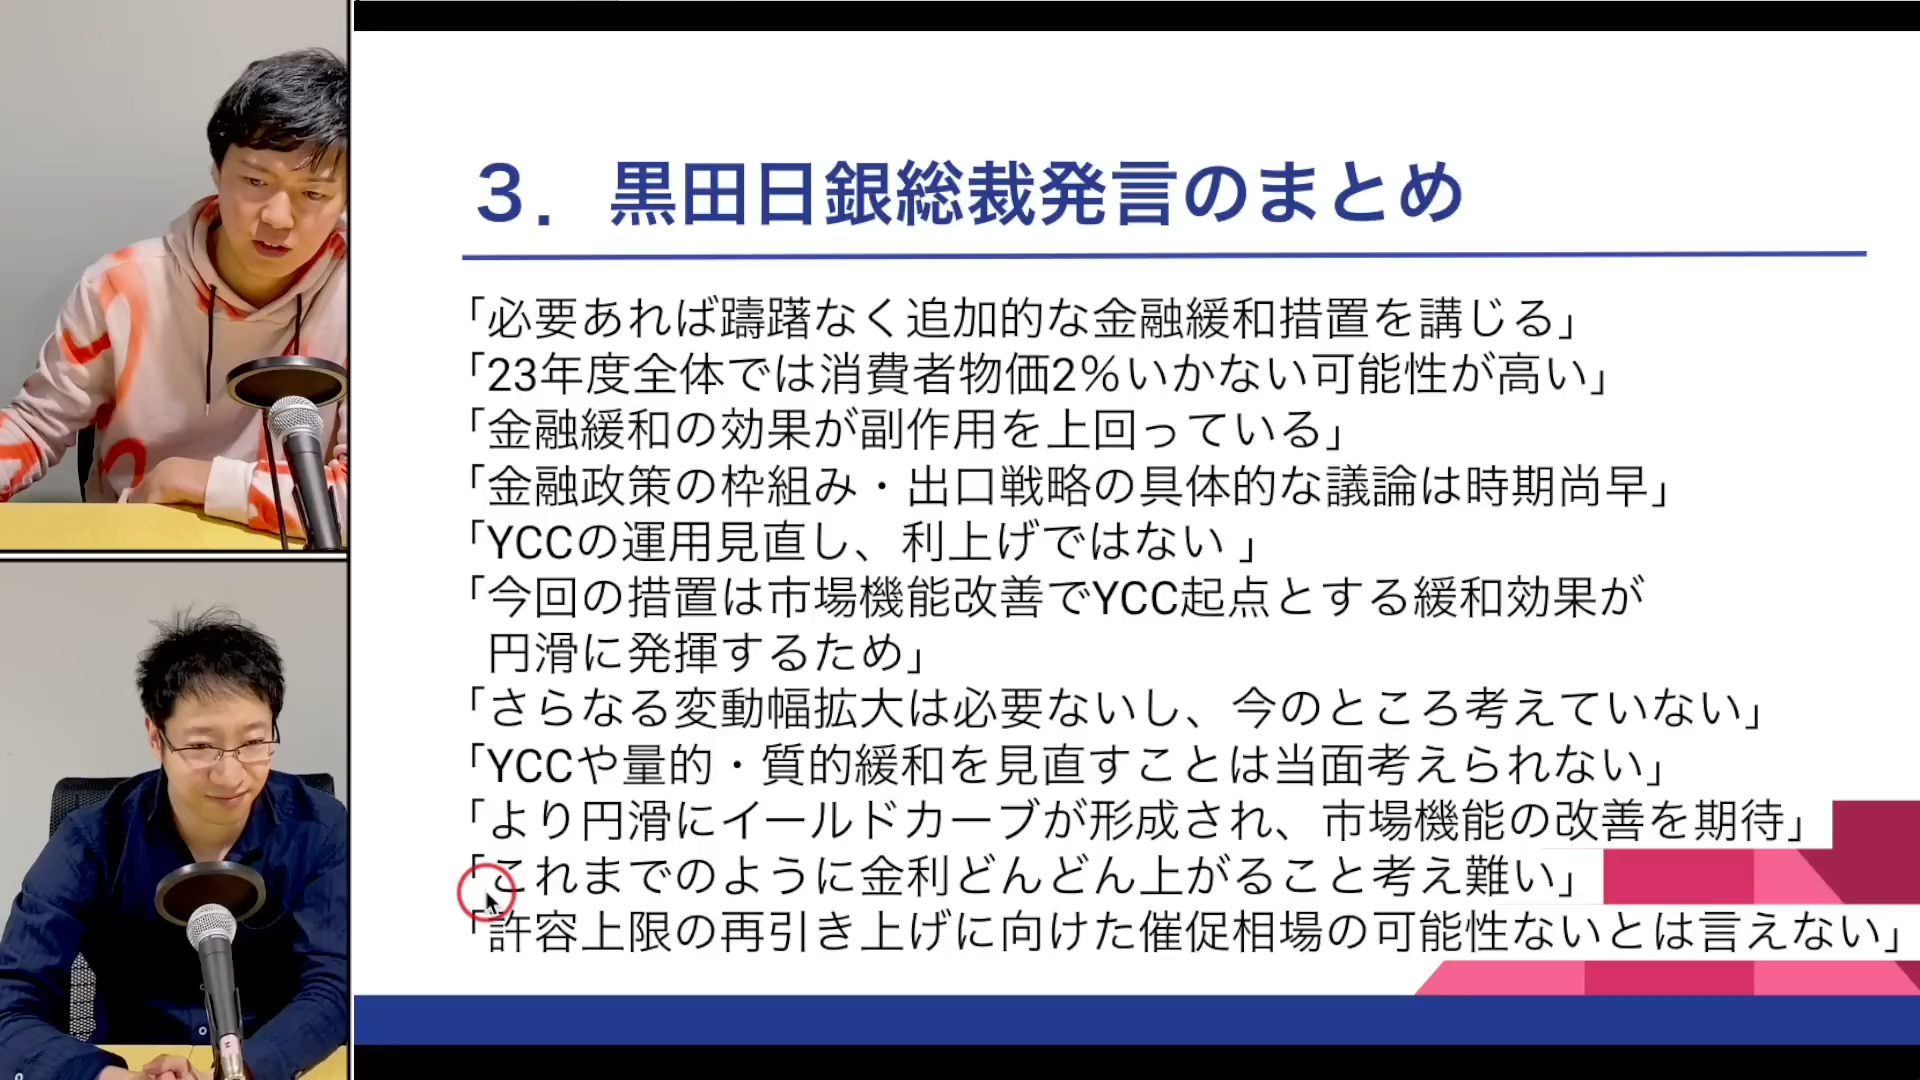 ３．黒田日銀総裁発言のまとめ
「必要あれば躊躇なく追加的な金融緩和措置を講じる」
「23年度全体では消費者物価2％いかない可能性が高い」
「金融緩和の効果が副作用を上回っている」
「金融政策の枠組み・出口戦略の具体的な議論は時期尚早」
「YCCの運用見直し、利上げではない 」
「今回の措置は市場機能改善でYCC起点とする緩和効果が
円滑に発揮するため」
「さらなる変動幅拡大は必要ないし、今のところ考えていない」
「YCCや量的・質的緩和を見直すことは当面考えられない」
「より円滑にイールドカーブが形成され、市場機能の改善を期待」
「これまでのように金利どんどん上がること考え難い」
「許容上限の再引き上げに向けた催促相場の可能性ないとは言えない」